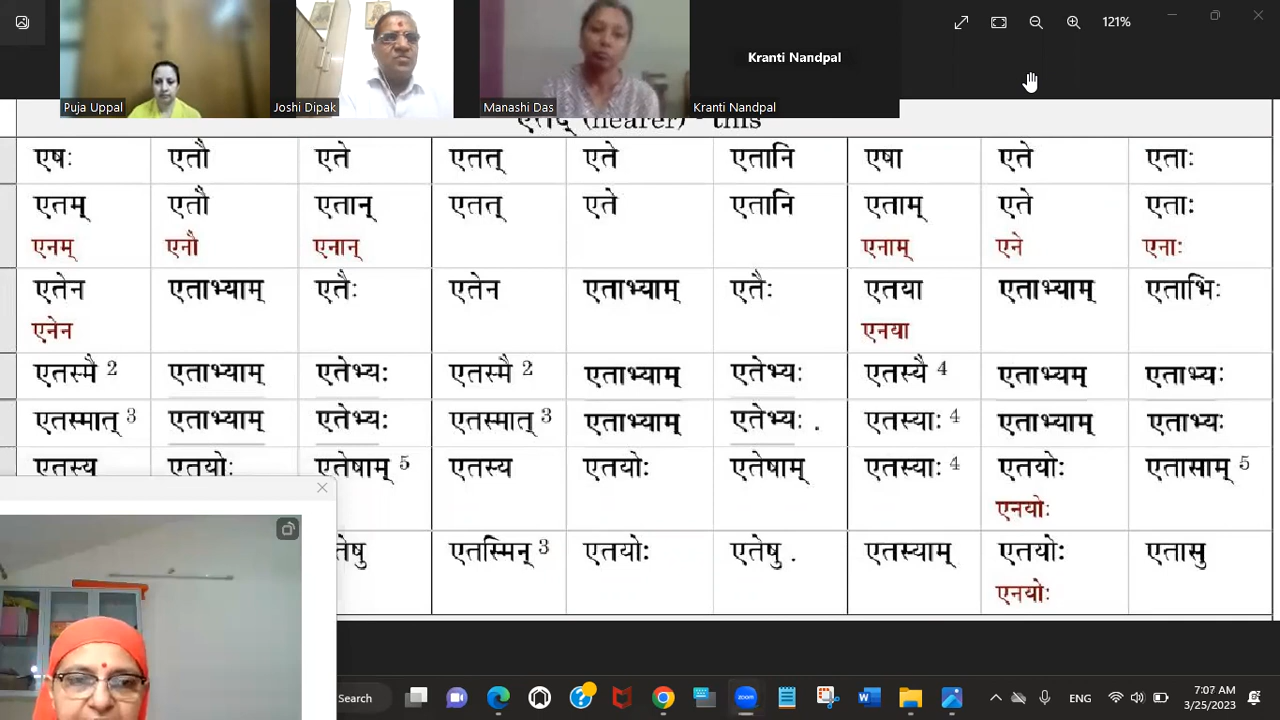 121%
Kranti Nandpal
Puja Uppal
Joshi Dipak
Manashi Das
Kranti Nandpal
एतद् (nearer) - this
एषः एतौ एते एतत् एते एतानि एषा एते एताः
एतम् एतौ एतान् एतत् एते एतानि एताम् एते एताः
एनम् एनौ एनान् एनाम् एने एनाः
एतेन एताभ्याम् एतैः एतेन एताभ्याम् एतैः एतया एताभ्याम् एताभिः
एनेन एनया
एतस्मै 2 एताभ्याम् एतेभ्यः एतस्मै 2 एताभ्याम् एतेभ्यः एतस्यै 4 एताभ्यम् एताभ्यः
एतस्मात् 3 एताभ्याम् एतेभ्यः एतस्मात् 3 एताभ्याम् एतेभ्यः . एतस्याः 4 एताभ्याम् एताभ्यः
एतस्य एतयोः एतेषाम् 5 एतस्य एतयोः एतेषाम् एतस्याः 4 एतयोः एतासाम् 5
एनयोः
तेषु एतस्मिन् 3 एतयोः एतेषु . एतस्याम् एतयोः एतासु
एनयोः
Search
ENG
7:07 AM
3/25/2023